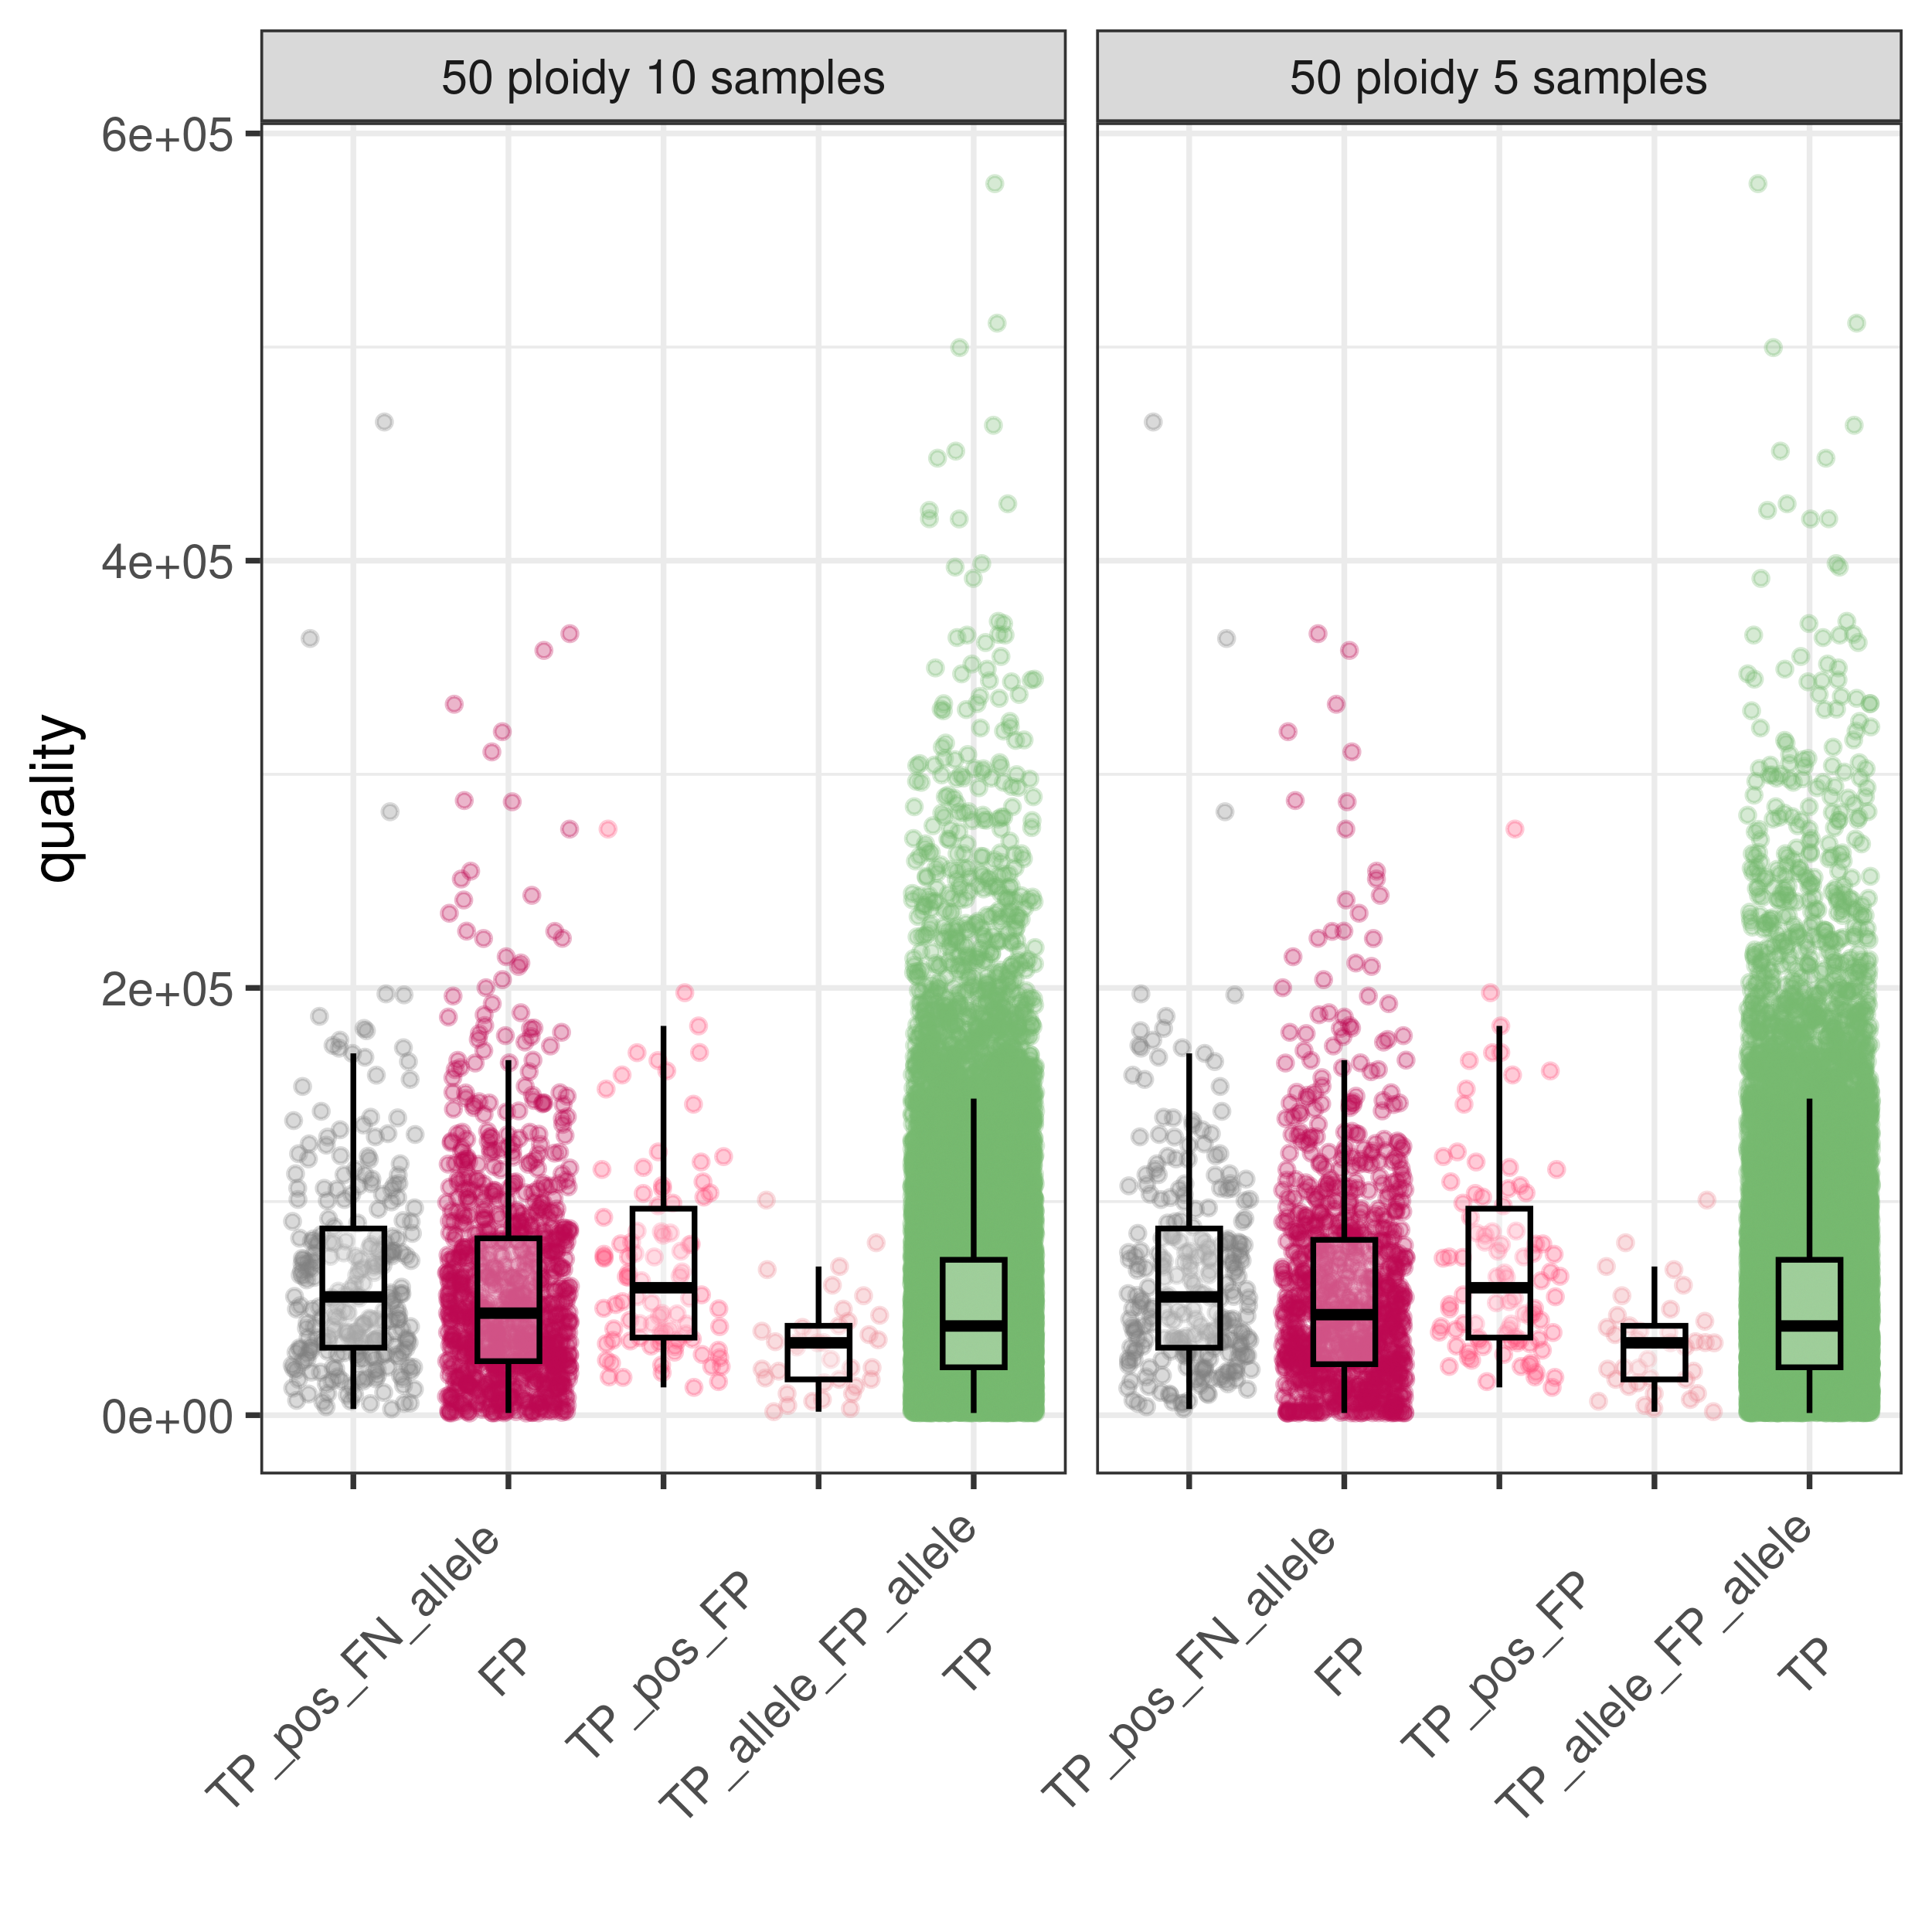 50 ploidy 10 samples
50 ploidy 5 samples
quality
6e+05
4e+05
2e+05
0e+00
TP_pos_FN_allele
FP
TP_pos_FP
TP_allele_FP_allele
TP
TP_pos_FN_allele
FP
TP_pos_FP
TP_allele_FP_allele
TP